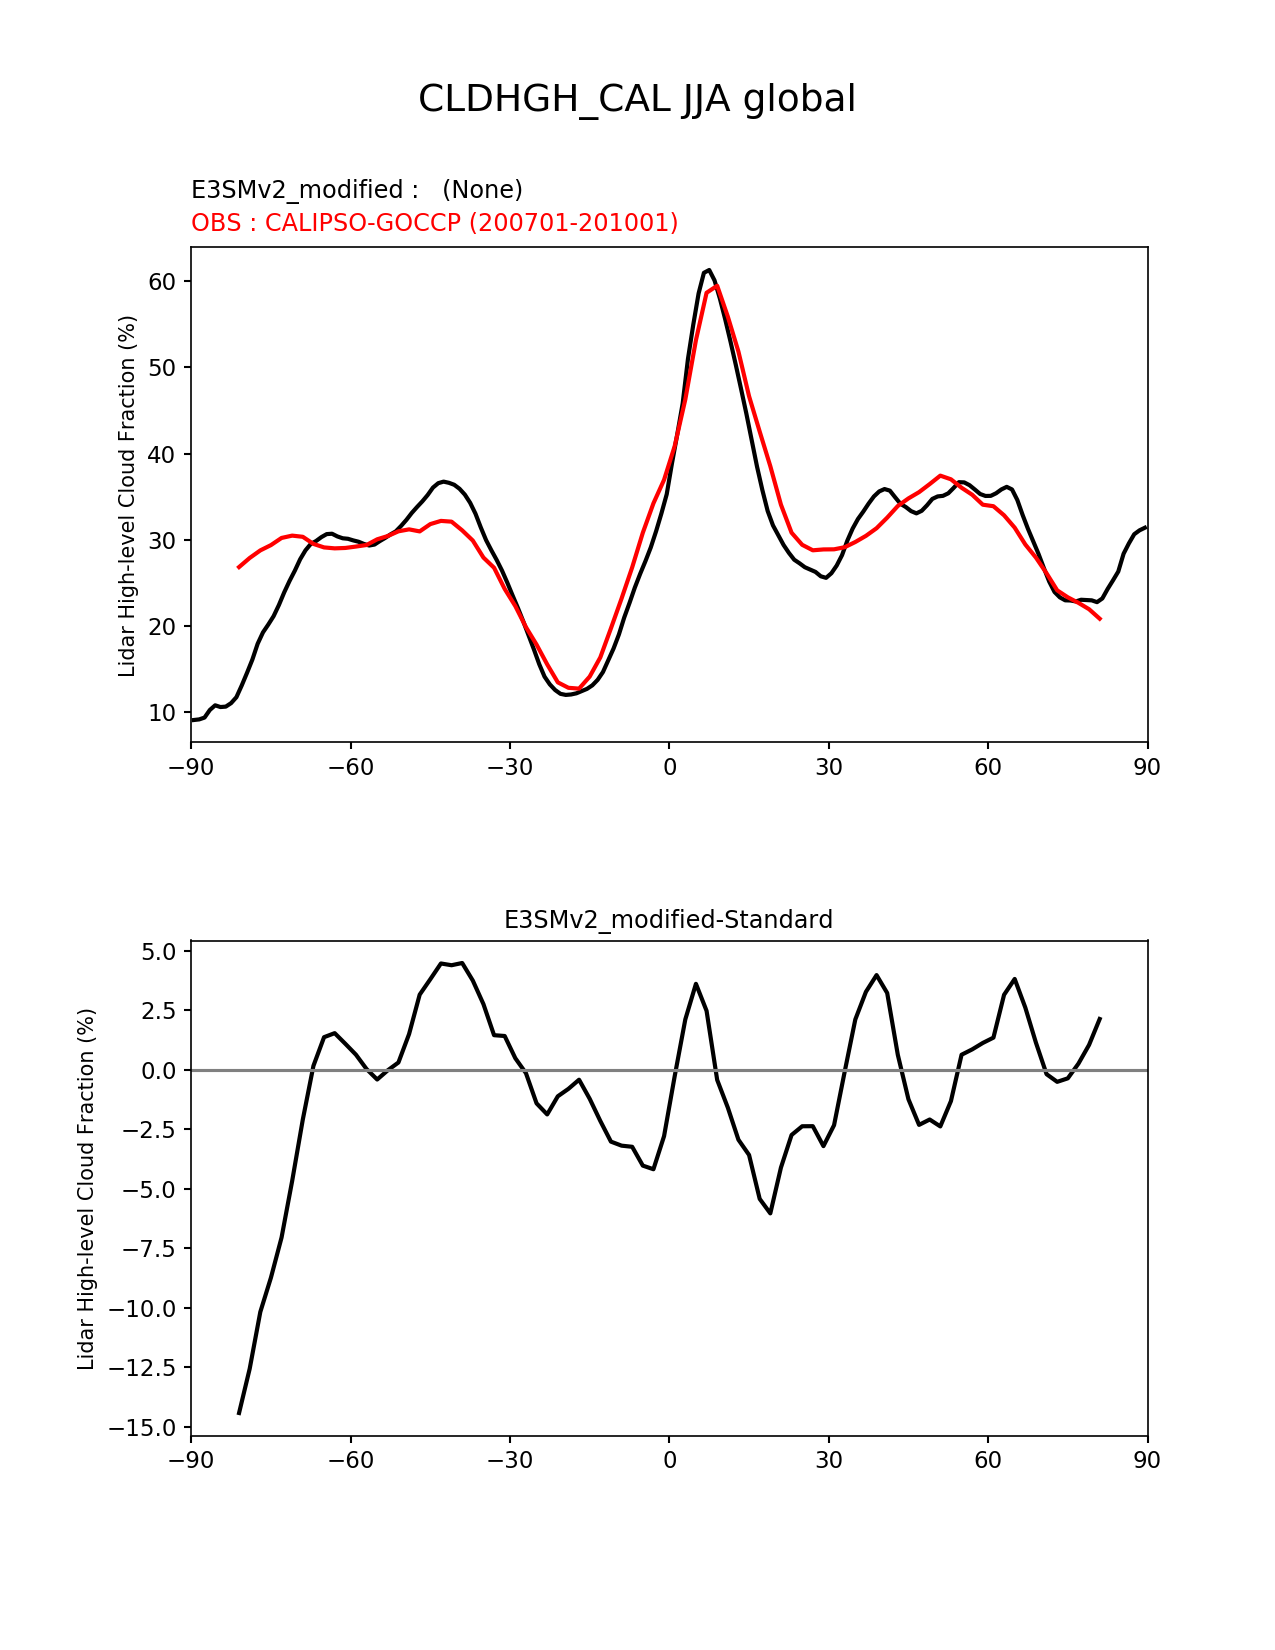 CLDHGH_CAL JJA global
E3SMv2_modified :   (None)
OBS : CALIPSO-GOCCP (200701-201001)
Lidar High-level Cloud Fraction (%)
60
50
40
30
20
10
−90 −60 −30 0 30 60 90
E3SMv2_modified-Standard
Lidar High-level Cloud Fraction (%)
5.0
2.5
0.0
−2.5
−5.0
−7.5
−10.0
−12.5
−15.0
−90 −60 −30 0 30 60 90